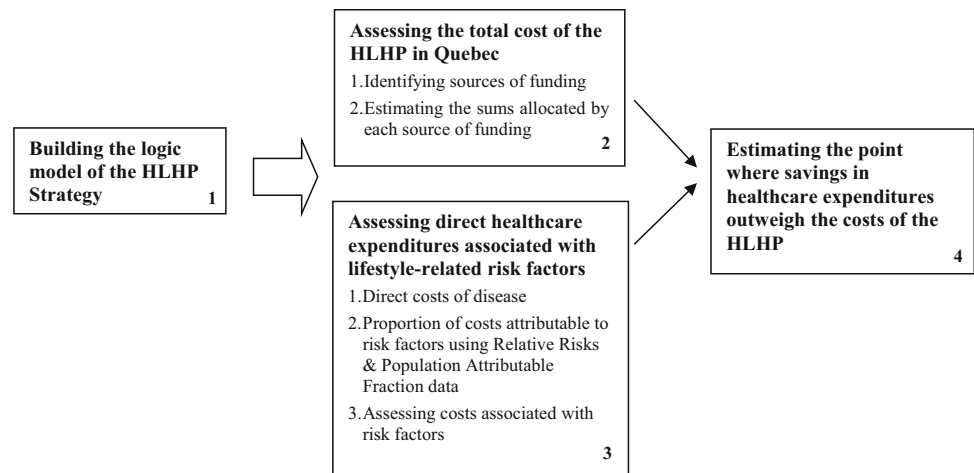 Building the logic
model of the HLHP
Strategy
1
Assessing the total cost of the
HLHP in Quebec
1.Identifying sources of funding
2.Estimating the sums allocated by
each source of funding
2
Assessing direct healthcare
expenditures associated with
lifestyle-related risk factors
1.Direct costs of disease
2.Proportion of costs attributable to
risk factors using Relative Risks
& Population Attributable
Fraction data
3.Assessing costs associated with
risk factors
3
Estimating the point
where savings in
healthcare expenditures
outweigh the costs of the
HLHP
4